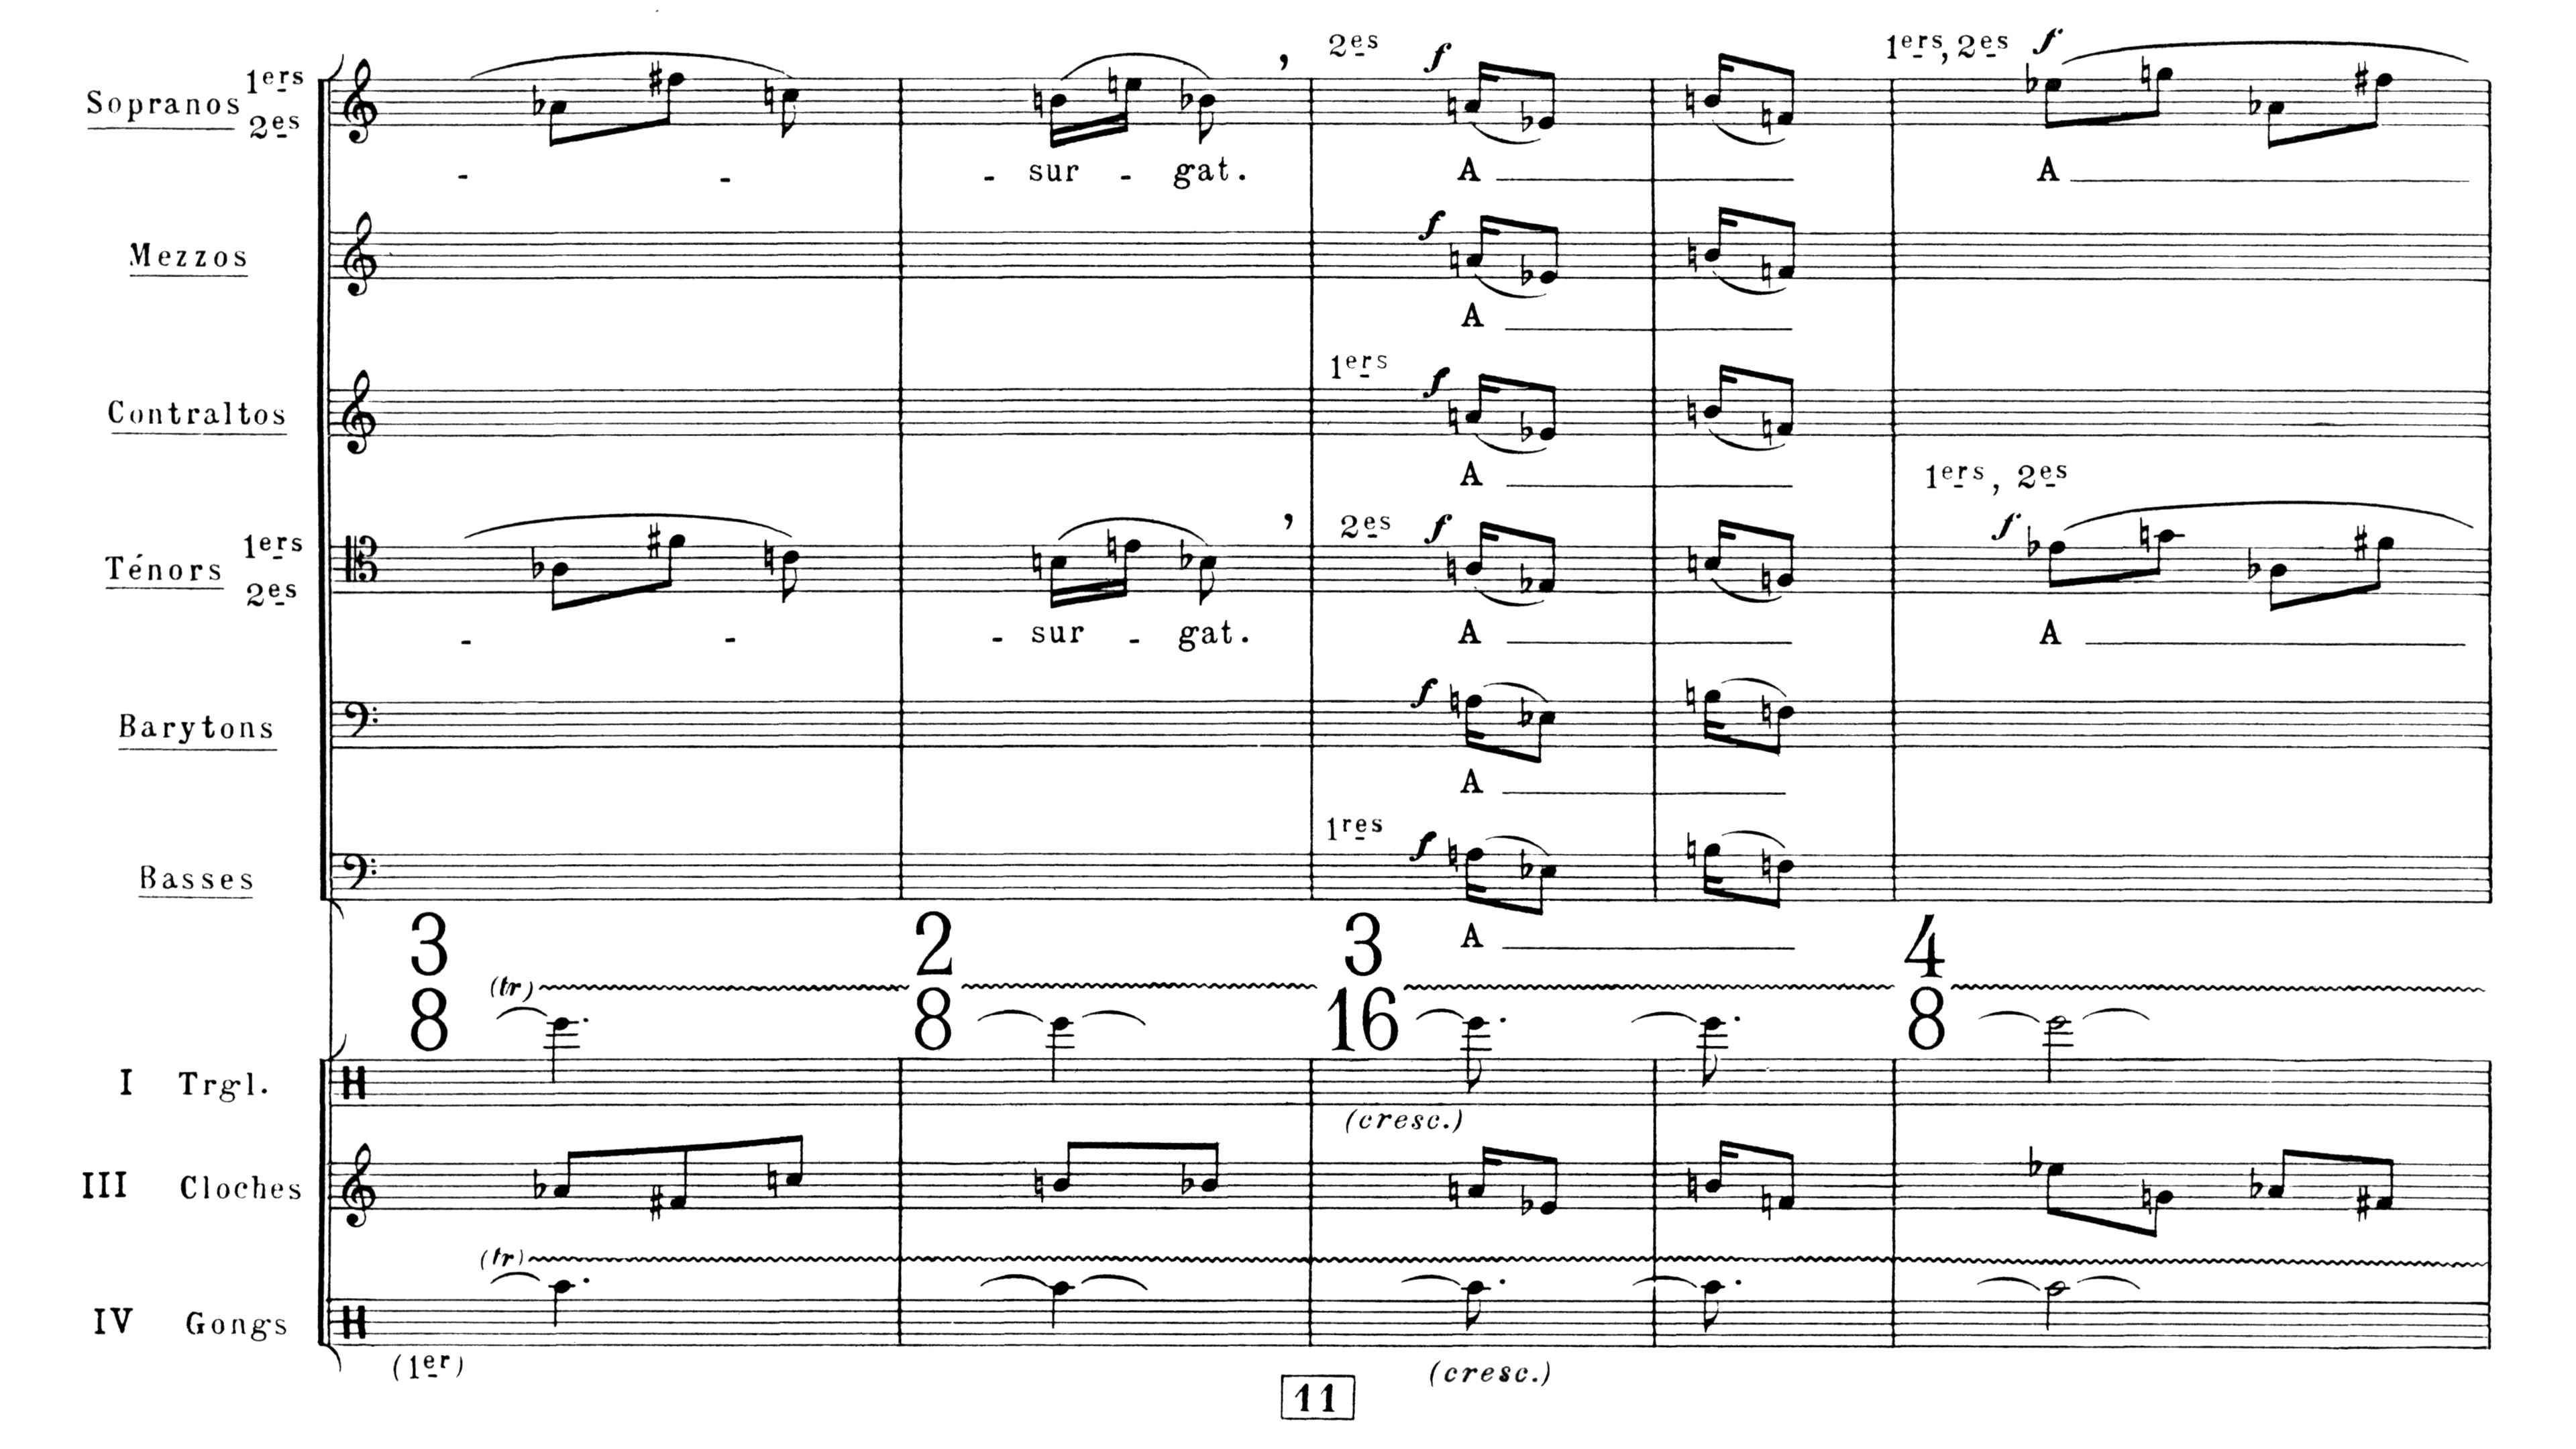 2es f 1ers, 2es f
Sopranos 1ers 2es
- - - sur - gat. A A
Mezzos f
A
Contraltos 1ers f
A
Ténors 1ers 2es 2es f 1ers, 2es f
- - - sur - gat. A A
Barytons f
A
Basses 1res f
A
3 2 3 4
8 8 16 8
(tr)
I Trgl.
(cresc.)
III Cloches
(tr)
IV Gongs
(1er) (cresc.)
11